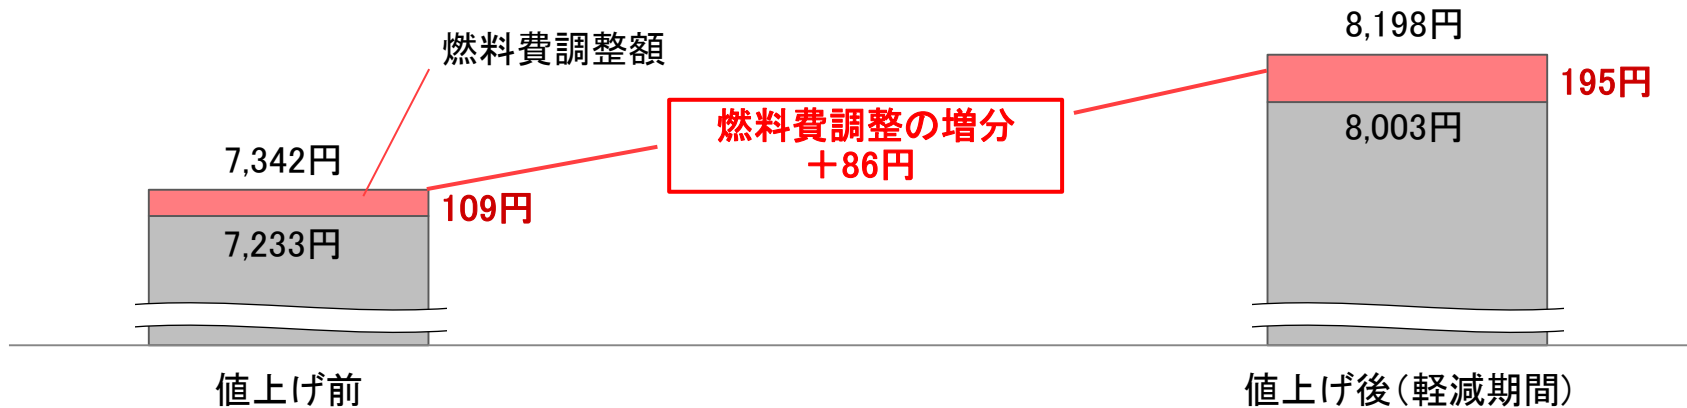 燃料費調整額
7,342円
109円
7,233円
燃料費調整の増分
＋86円
8,198円
195円
8,003円
値上げ前
値上げ後（軽減期間）